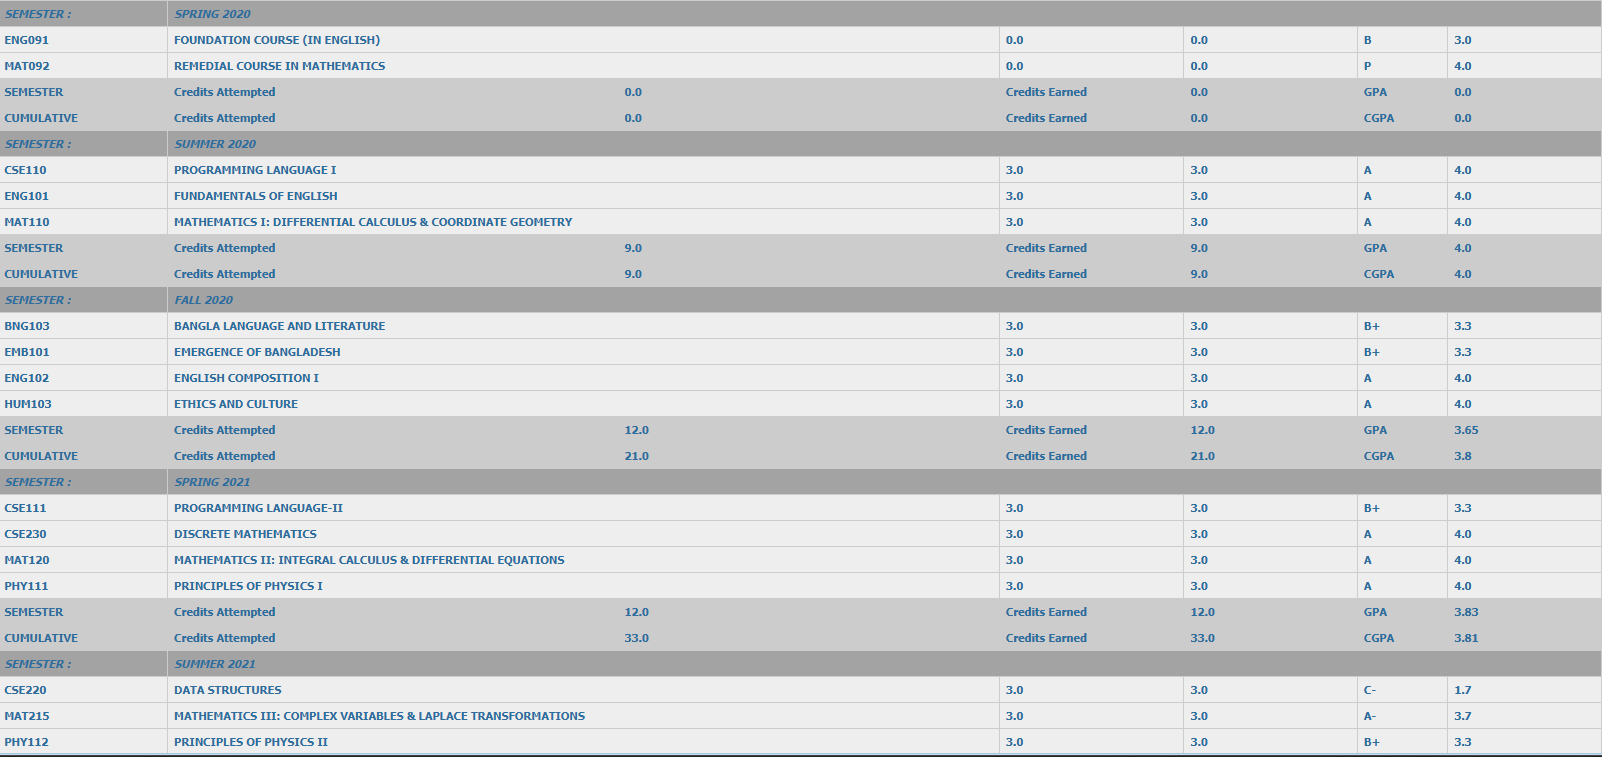 SEMESTER : SPRING 2020
ENG091 FOUNDATION COURSE (IN ENGLISH) 0.0 0.0 B 3.0
MAT092 REMEDIAL COURSE IN MATHEMATICS 0.0 0.0 P 4.0
SEMESTER Credits Attempted 0.0 Credits Earned 0.0 GPA 0.0
CUMULATIVE Credits Attempted 0.0 Credits Earned 0.0 CGPA 0.0
SEMESTER : SUMMER 2020
CSE110 PROGRAMMING LANGUAGE I 3.0 3.0 A 4.0
ENG101 FUNDAMENTALS OF ENGLISH 3.0 3.0 A 4.0
MAT110 MATHEMATICS I: DIFFERENTIAL CALCULUS & COORDINATE GEOMETRY 3.0 3.0 A 4.0
SEMESTER Credits Attempted 9.0 Credits Earned 9.0 GPA 4.0
CUMULATIVE Credits Attempted 9.0 Credits Earned 9.0 CGPA 4.0
SEMESTER : FALL 2020
BNG103 BANGLA LANGUAGE AND LITERATURE 3.0 3.0 B+ 3.3
EMB101 EMERGENCE OF BANGLADESH 3.0 3.0 B+ 3.3
ENG102 ENGLISH COMPOSITION I 3.0 3.0 A 4.0
HUM103 ETHICS AND CULTURE 3.0 3.0 A 4.0
SEMESTER Credits Attempted 12.0 Credits Earned 12.0 GPA 3.65
CUMULATIVE Credits Attempted 21.0 Credits Earned 21.0 CGPA 3.8
SEMESTER : SPRING 2021
CSE111 PROGRAMMING LANGUAGE-II 3.0 3.0 B+ 3.3
CSE230 DISCRETE MATHEMATICS 3.0 3.0 A 4.0
MAT120 MATHEMATICS II: INTEGRAL CALCULUS & DIFFERENTIAL EQUATIONS 3.0 3.0 A 4.0
PHY111 PRINCIPLES OF PHYSICS I 3.0 3.0 A 4.0
SEMESTER Credits Attempted 12.0 Credits Earned 12.0 GPA 3.83
CUMULATIVE Credits Attempted 33.0 Credits Earned 33.0 CGPA 3.81
SEMESTER : SUMMER 2021
CSE220 DATA STRUCTURES 3.0 3.0 C- 1.7
MAT215 MATHEMATICS III: COMPLEX VARIABLES & LAPLACE TRANSFORMATIONS 3.0 3.0 A- 3.7
PHY112 PRINCIPLES OF PHYSICS II 3.0 3.0 B+ 3.3